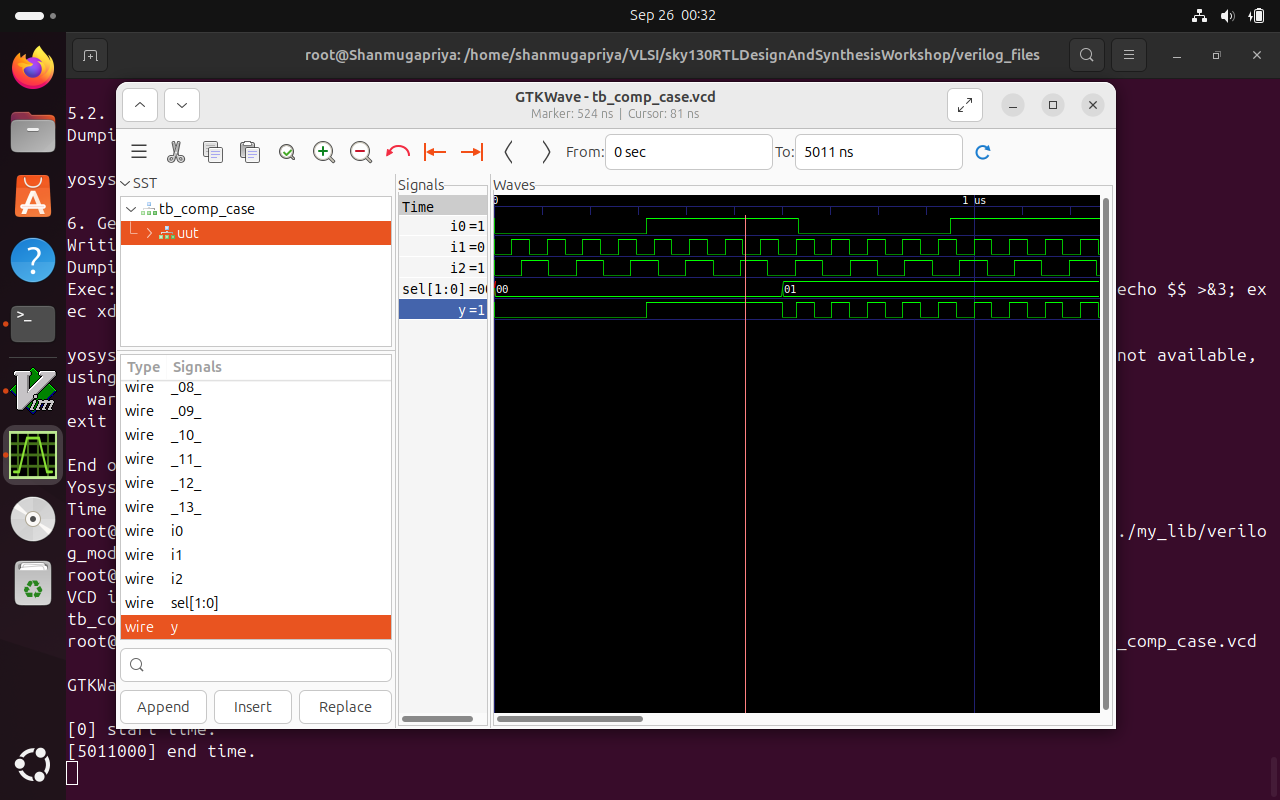 Sep 26 00:32
root@Shanmugapriya: /home/shanmugapriya/VLSI/sky130RTLDesignAndSynthesisWorkshop/verilog_files
GTKWave - tb_comp_case.vcd
Marker: 524 ns | Cursor: 81 ns
From: 0 sec To: 5011 ns
SST
tb_comp_case
uut
Type Signals
wire _08_
wire _09_
wire _10_
wire _11_
wire _12_
wire _13_
wire i0
wire i1
wire i2
wire sel[1:0]
wire y
Append Insert Replace
Signals
Time
i0 =1
i1 =0
i2 =1
sel[1:0] =00
y =1
Waves
0 1 us
00 01
5.2.
Dumpi
yosys
6. Ge
Writi
Dumpi
Exec: echo $$ >&3; ex
ec xd
yosys not available,
using
war
exit
End o
Yosys
Time
root@ ./my_lib/verilo
g_mod
root@
VCD i
tb_co
root@ _comp_case.vcd
GTKWa
[0] start time.
[5011000] end time.
>_
?
Vim